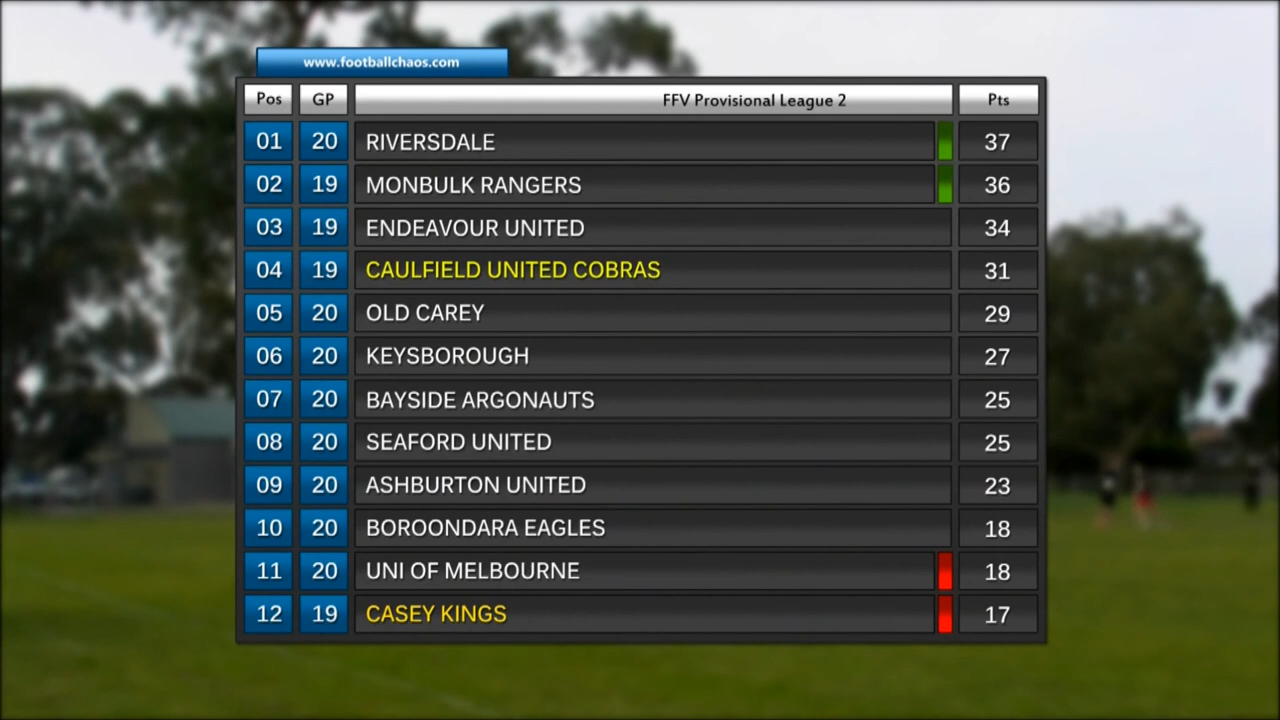 www.footballchaos.com
Pos GP FFV Provisional League 2 Pts
01 20 RIVERSDALE 37
02 19 MONBULK RANGERS 36
03 19 ENDEAVOUR UNITED 34
04 19 CAULFIELD UNITED COBRAS 31
05 20 OLD CAREY 29
06 20 KEYSBOROUGH 27
07 20 BAYSIDE ARGONAUTS 25
08 20 SEAFORD UNITED 25
09 20 ASHBURTON UNITED 23
10 20 BOROONDARA EAGLES 18
11 20 UNI OF MELBOURNE 18
12 19 CASEY KINGS 17